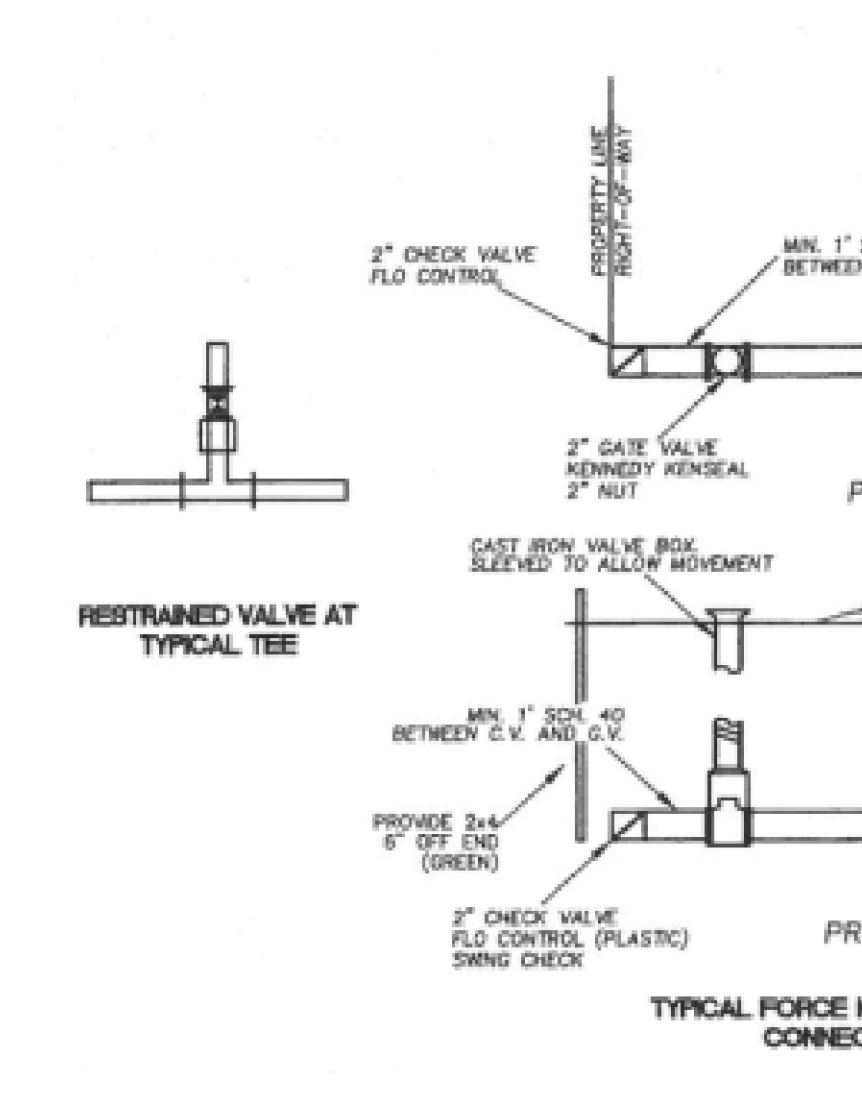 PROPERTY LINE
RIGHT-OF-WAY
2" CHECK VALVE
FLO CONTROL
MIN. 1'
BETWEEN
2" GATE VALVE
KENNEDY KENSEAL
2" NUT
P
CAST IRON VALVE BOX
SLEEVED TO ALLOW MOVEMENT
RESTRAINED VALVE AT
TYPICAL TEE
MIN. 1' SCH. 40
BETWEEN C.V. AND G.V.
PROVIDE 2x4
6" OFF END
(GREEN)
2" CHECK VALVE
FLO CONTROL (PLASTIC)
SWING CHECK
PR
TYPICAL FORCE
CONNEC